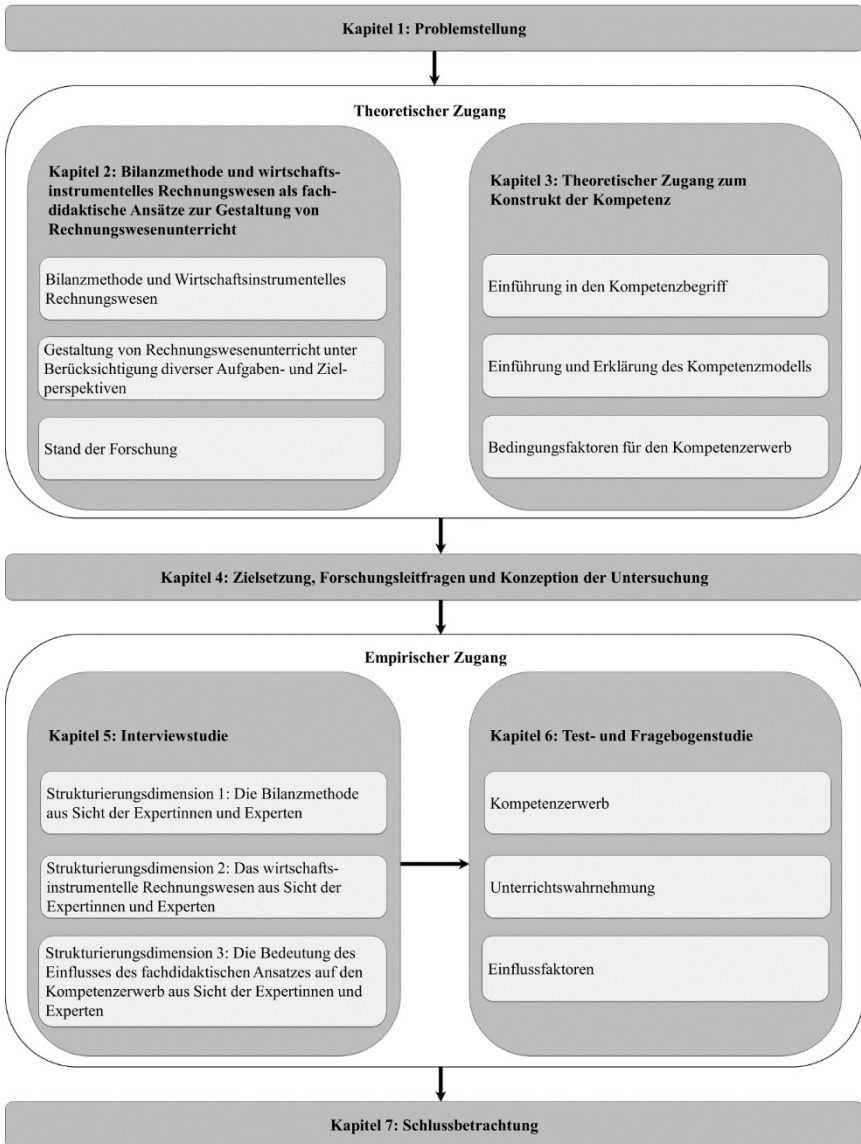 Kapitel 1: Problemstellung
Theoretischer Zugang
Kapitel 2: Bilanzmethode und wirtschafts-
instrumentelles Rechnungswesen als fach-
didaktische Ansätze zur Gestaltung von
Rechnungswesenunterricht
Bilanzmethode und Wirtschaftsinstrumentelles
Rechnungswesen
Gestaltung von Rechnungswesenunterricht unter
Berücksichtigung diverser Aufgaben- und Ziel-
perspektiven
Stand der Forschung
Kapitel 3: Theoretischer Zugang zum
Konstrukt der Kompetenz
Einführung in den Kompetenzbegriff
Einführung und Erklärung des Kompetenzmodells
Bedingungsfaktoren für den Kompetenzerwerb
Kapitel 4: Zielsetzung, Forschungsleitfragen und Konzeption der Untersuchung
Empirischer Zugang
Kapitel 5: Interviewstudie
Strukturierungsdimension 1: Die Bilanzmethode
aus Sicht der Expertinnen und Experten
Strukturierungsdimension 2: Das wirtschafts-
instrumentelle Rechnungswesen aus Sicht der
Expertinnen und Experten
Strukturierungsdimension 3: Die Bedeutung des
Einflusses des fachdidaktischen Ansatzes auf den
Kompetenzerwerb aus Sicht der Expertinnen und
Experten
Kapitel 6: Test- und Fragebogenstudie
Kompetenzerwerb
Unterrichtswahrnehmung
Einflussfaktoren
Kapitel 7: Schlussbetrachtung